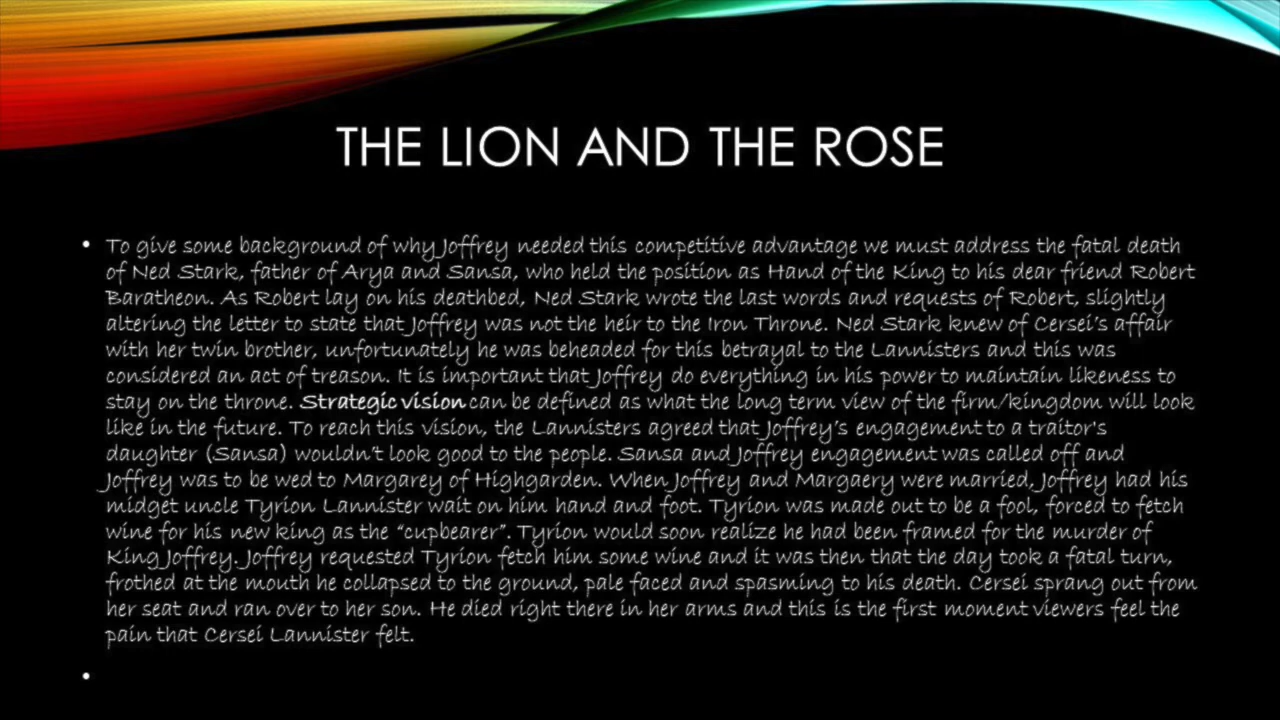 THE LION AND THE ROSE
• To give some background of why Joffrey needed this competitive advantage we must address the fatal death
of Ned Stark, father of Arya and Sansa, who held the position as Hand of the King to his dear friend Robert
Baratheon. As Robert lay on his deathbed, Ned Stark wrote the last words and requests of Robert, slightly
altering the letter to state that Joffrey was not the heir to the Iron Throne. Ned Stark knew of Cersei's affair
with her twin brother, unfortunately he was beheaded for this betrayal to the Lannisters and this was
considered an act of treason. It is important that Joffrey do everything in his power to maintain likeness to
stay on the throne. Strategic vision can be defined as what the long term view of the firm/kingdom will look
like in the future. To reach this vision, the Lannisters agreed that Joffrey's engagement to a traitor's
daughter (Sansa) wouldn't look good to the people. Sansa and Joffrey engagement was called off and
Joffrey was to be wed to Margarey of Highgarden. When Joffrey and Margaery were married, Joffrey had his
midget uncle Tyrion Lannister wait on him hand and foot. Tyrion was made out to be a fool, forced to fetch
wine for his new king as the “cupbearer”. Tyrion would soon realize he had been framed for the murder of
King Joffrey. Joffrey requested Tyrion fetch him some wine and it was then that the day took a fatal turn,
frothed at the mouth he collapsed to the ground, pale faced and spasming to his death. Cersei sprang out from
her seat and ran over to her son. He died right there in her arms and this is the first moment viewers feel the
pain that Cersei Lannister felt.
•